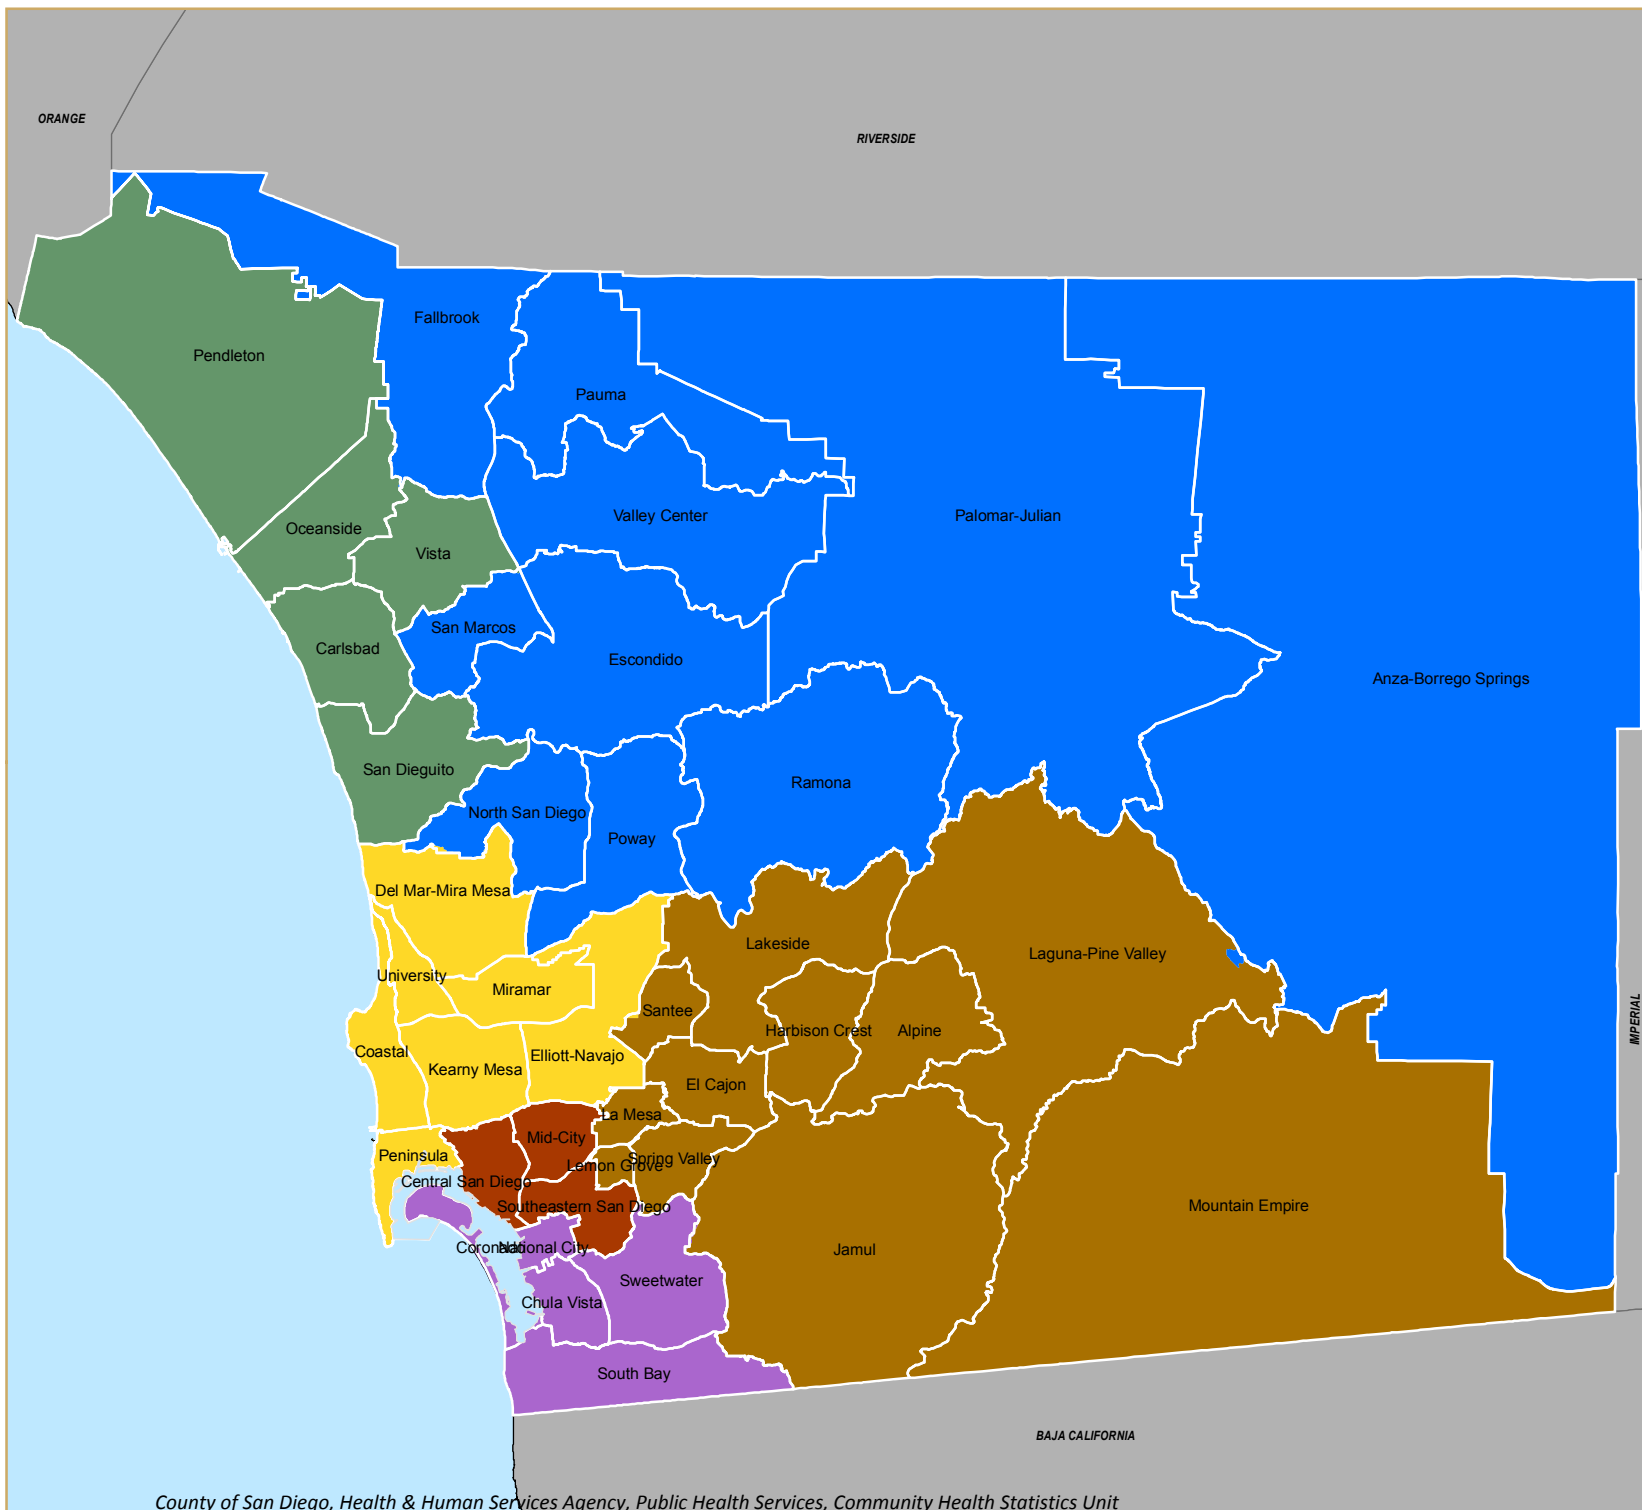 ORANGE
RIVERSIDE
Fallbrook
Pendleton
Pauma
Valley Center
Palomar-Julian
Oceanside
Vista
San Marcos
Carlsbad
Escondido
Anza-Borrego Springs
San Dieguito
Ramona
North San Diego
Poway
Del Mar-Mira Mesa
Lakeside
Laguna-Pine Valley
University
Miramar
Santee
IMPERIAL
Harbison Crest
Alpine
Coastal
Elliott-Navajo
Kearny Mesa
El Cajon
La Mesa
Mid-City
Peninsula
Lemon Grove
Spring Valley
Central San Diego
Southeastern San Diego
Mountain Empire
Coronado
National City
Jamul
Sweetwater
Chula Vista
South Bay
BAJA CALIFORNIA
County of San Diego, Health & Human Services Agency, Public Health Services, Community Health Statistics Unit